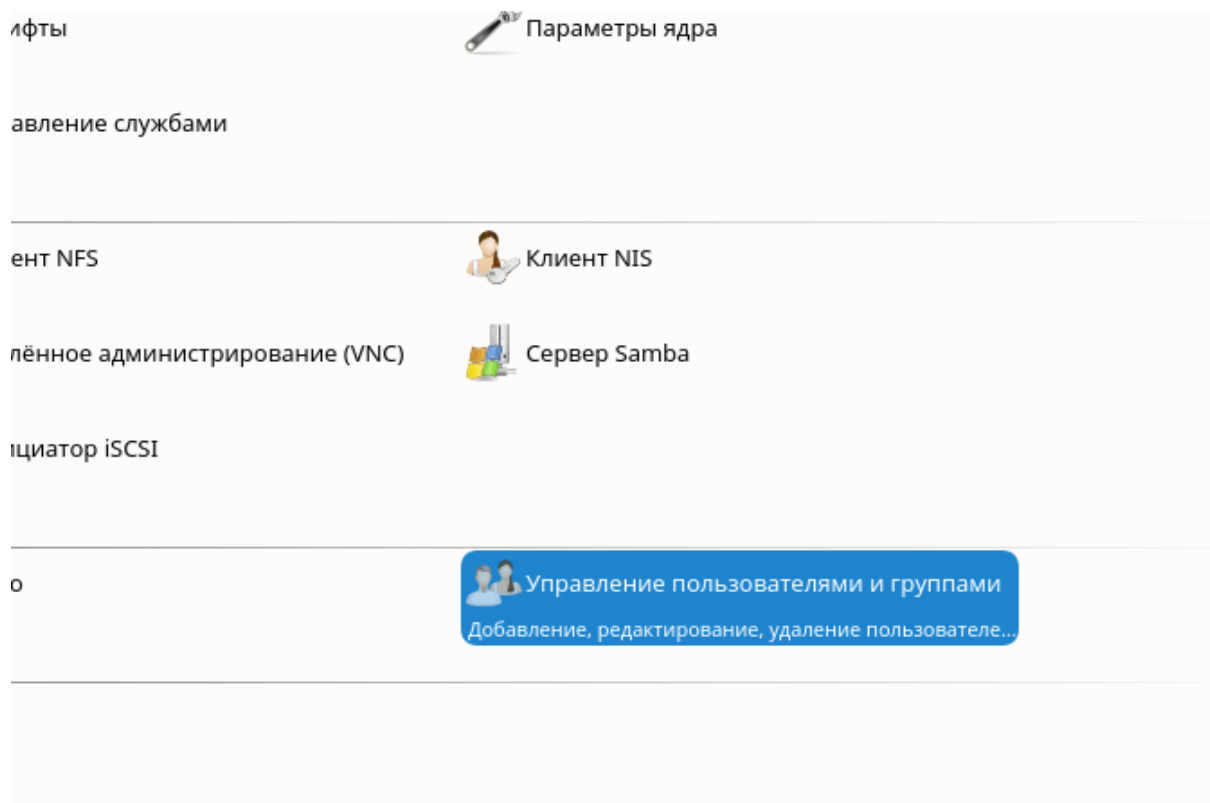 ифты
Параметры ядра
авление службами
ент NFS
Клиент NIS
лённое администрирование (VNC)
Сервер Samba
циатор iSCSI
о
Управление пользователями и группами
Добавление, редактирование, удаление пользователе...